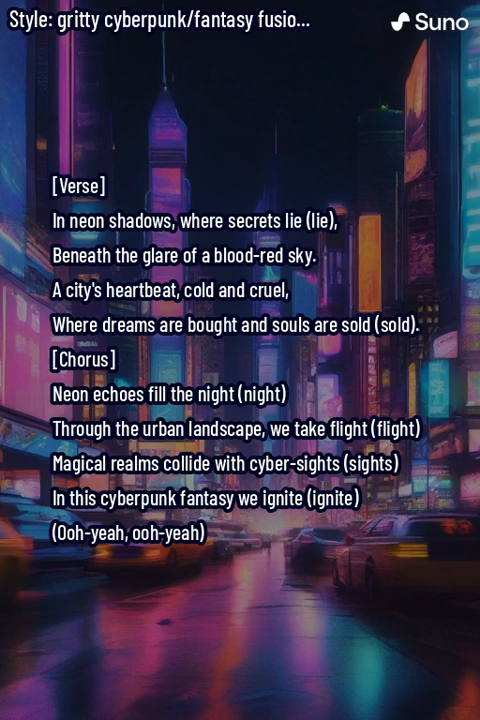 Style: gritty cyberpunk/fantasy fusio...
Suno
[Verse]
In neon shadows, where secrets lie (lie),
Beneath the glare of a blood-red sky.
A city's heartbeat, cold and cruel,
Where dreams are bought and souls are sold (sold).
[Chorus]
Neon echoes fill the night (night)
Through the urban landscape, we take flight (flight)
Magical realms collide with cyber-sights (sights)
In this cyberpunk fantasy we ignite (ignite)
(Ooh-yeah, ooh-yeah)